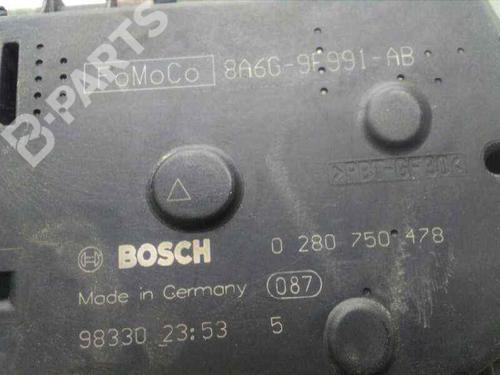 FoMoCo 8A6G-9F991-AB
>PBT-GF30<
BOSCH 0 280 750 478
Made in Germany 087
98330 23:53 5